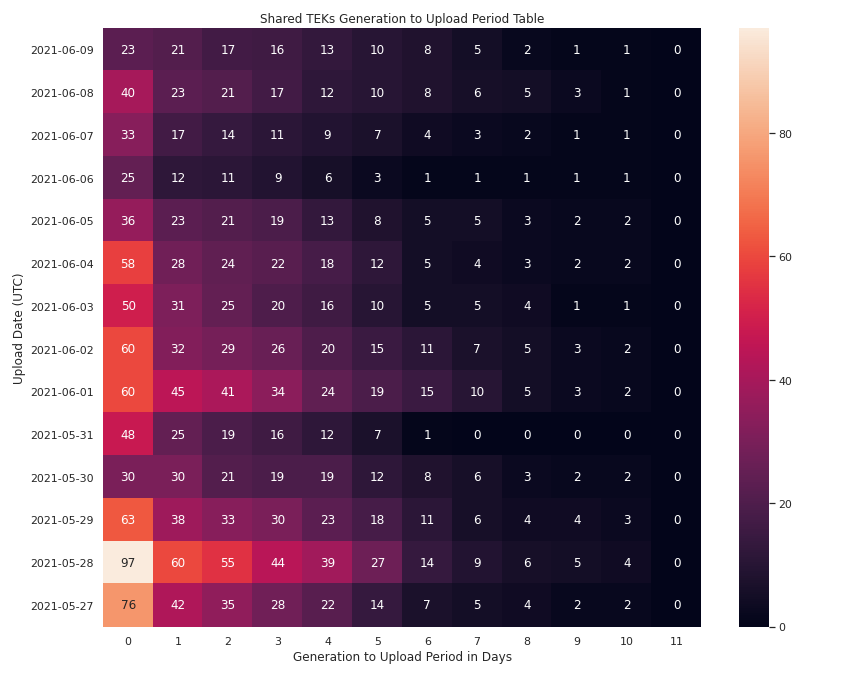 Shared TEKs Generation to Upload Period Table
Upload Date (UTC)
2021-06-09 23 21 17 16 13 10 8 5 2 1 1 0
2021-06-08 40 23 21 17 12 10 8 6 5 3 1 0
2021-06-07 33 17 14 11 9 7 4 3 2 1 1 0
2021-06-06 25 12 11 9 6 3 1 1 1 1 1 0
2021-06-05 36 23 21 19 13 8 5 5 3 2 2 0
2021-06-04 58 28 24 22 18 12 5 4 3 2 2 0
2021-06-03 50 31 25 20 16 10 5 5 4 1 1 0
2021-06-02 60 32 29 26 20 15 11 7 5 3 2 0
2021-06-01 60 45 41 34 24 19 15 10 5 3 2 0
2021-05-31 48 25 19 16 12 7 1 0 0 0 0 0
2021-05-30 30 30 21 19 19 12 8 6 3 2 2 0
2021-05-29 63 38 33 30 23 18 11 6 4 4 3 0
2021-05-28 97 60 55 44 39 27 14 9 6 5 4 0
2021-05-27 76 42 35 28 22 14 7 5 4 2 2 0
0 1 2 3 4 5 6 7 8 9 10 11
Generation to Upload Period in Days
80
60
40
20
0